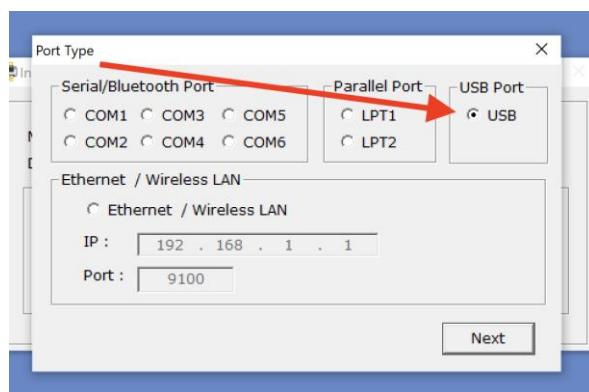 Port Type
In
Serial/Bluetooth Port
Parallel Port
USB Port
COM1 COM3 COM5
LPT1
USB
COM2 COM4 COM6
LPT2
Ethernet / Wireless LAN
Ethernet / Wireless LAN
IP : 192 . 168 . 1 . 1
Port : 9100
Next